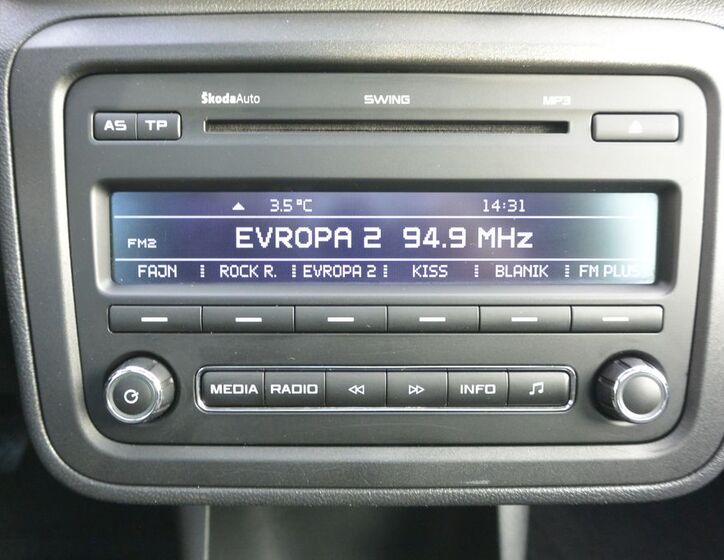 ŠkodaAuto SWING MP3
AS TP
3.5 °C 14:31
FM2 EVROPA 2 94.9 MHz
FAJN ROCK R. EVROPA 2 KISS BLANIK FM PLUS
MEDIA RADIO INFO